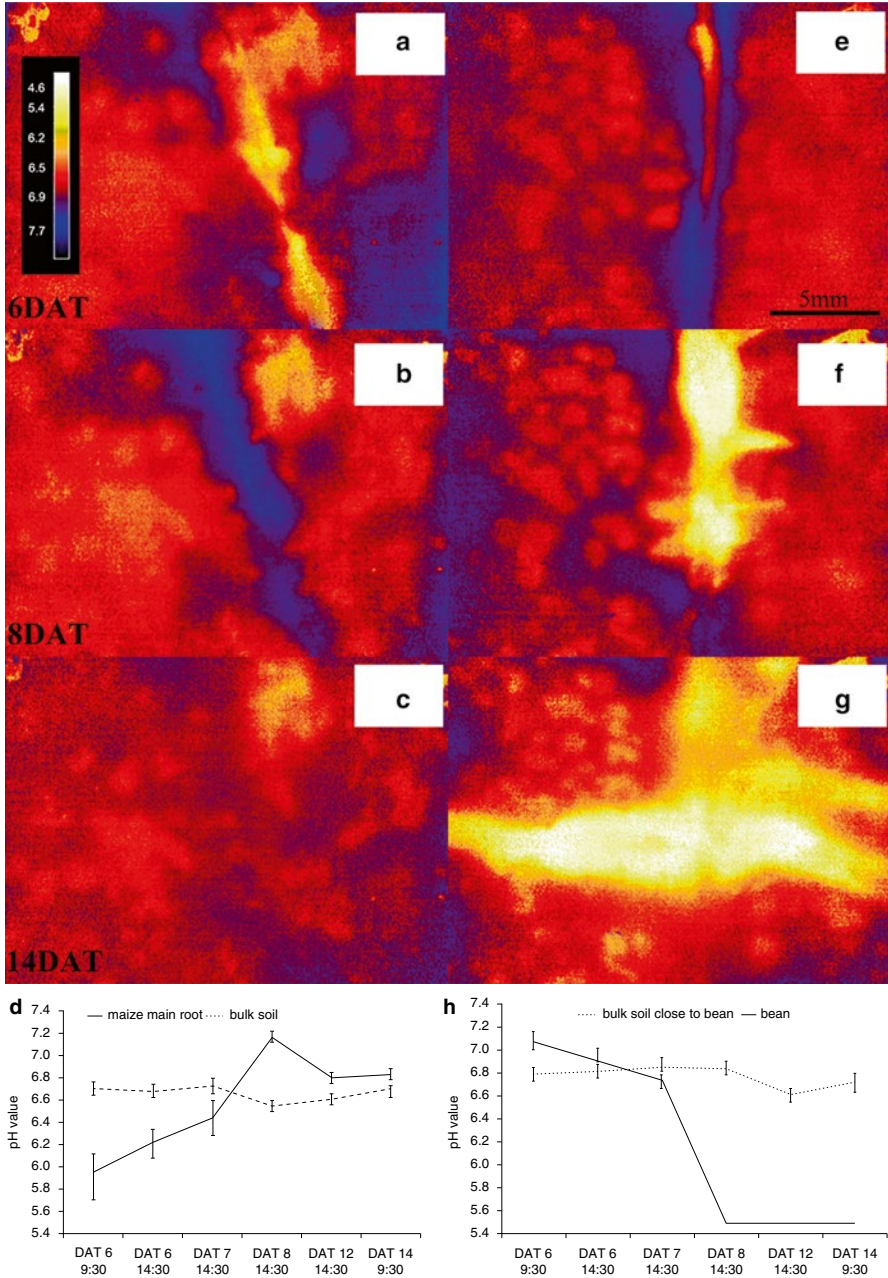 a
e
4.6
5.4
6.2
6.5
6.9
7.7
6DAT
5mm
b
f
8DAT
c
g
14DAT
d
maize main root
bulk soil
7.4
7.2
7.0
6.8
6.6
6.4
6.2
6.0
5.8
5.6
5.4
pH value
DAT 6 DAT 6 DAT 7 DAT 8 DAT 12 DAT 14
9:30 14:30 14:30 14:30 14:30 9:30
h
bulk soil close to bean
bean
7.4
7.2
7.0
6.8
6.6
6.4
6.2
6.0
5.8
5.6
5.4
pH value
DAT 6 DAT 6 DAT 7 DAT 8 DAT 12 DAT 14
9:30 14:30 14:30 14:30 14:30 9:30